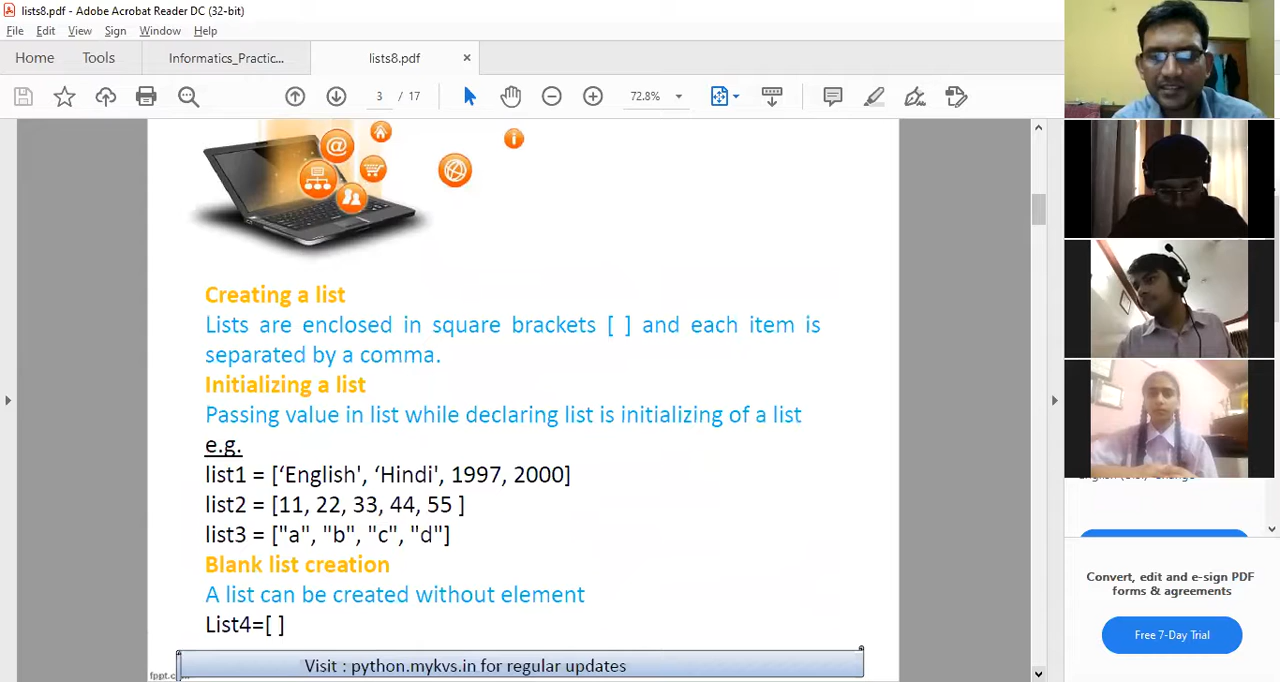 lists8.pdf - Adobe Acrobat Reader DC (32-bit)
File Edit View Sign Window Help
Home Tools Informatics_Practic... lists8.pdf ×
3 / 17 72.8%
Creating a list
Lists are enclosed in square brackets [ ] and each item is
separated by a comma.
Initializing a list
Passing value in list while declaring list is initializing of a list
e.g.
list1 = [‘English', ‘Hindi', 1997, 2000]
list2 = [11, 22, 33, 44, 55 ]
list3 = ["a", "b", "c", "d"]
Blank list creation
A list can be created without element
List4=[ ]
Visit : python.mykvs.in for regular updates
Convert, edit and e-sign PDF
forms & agreements
Free 7-Day Trial